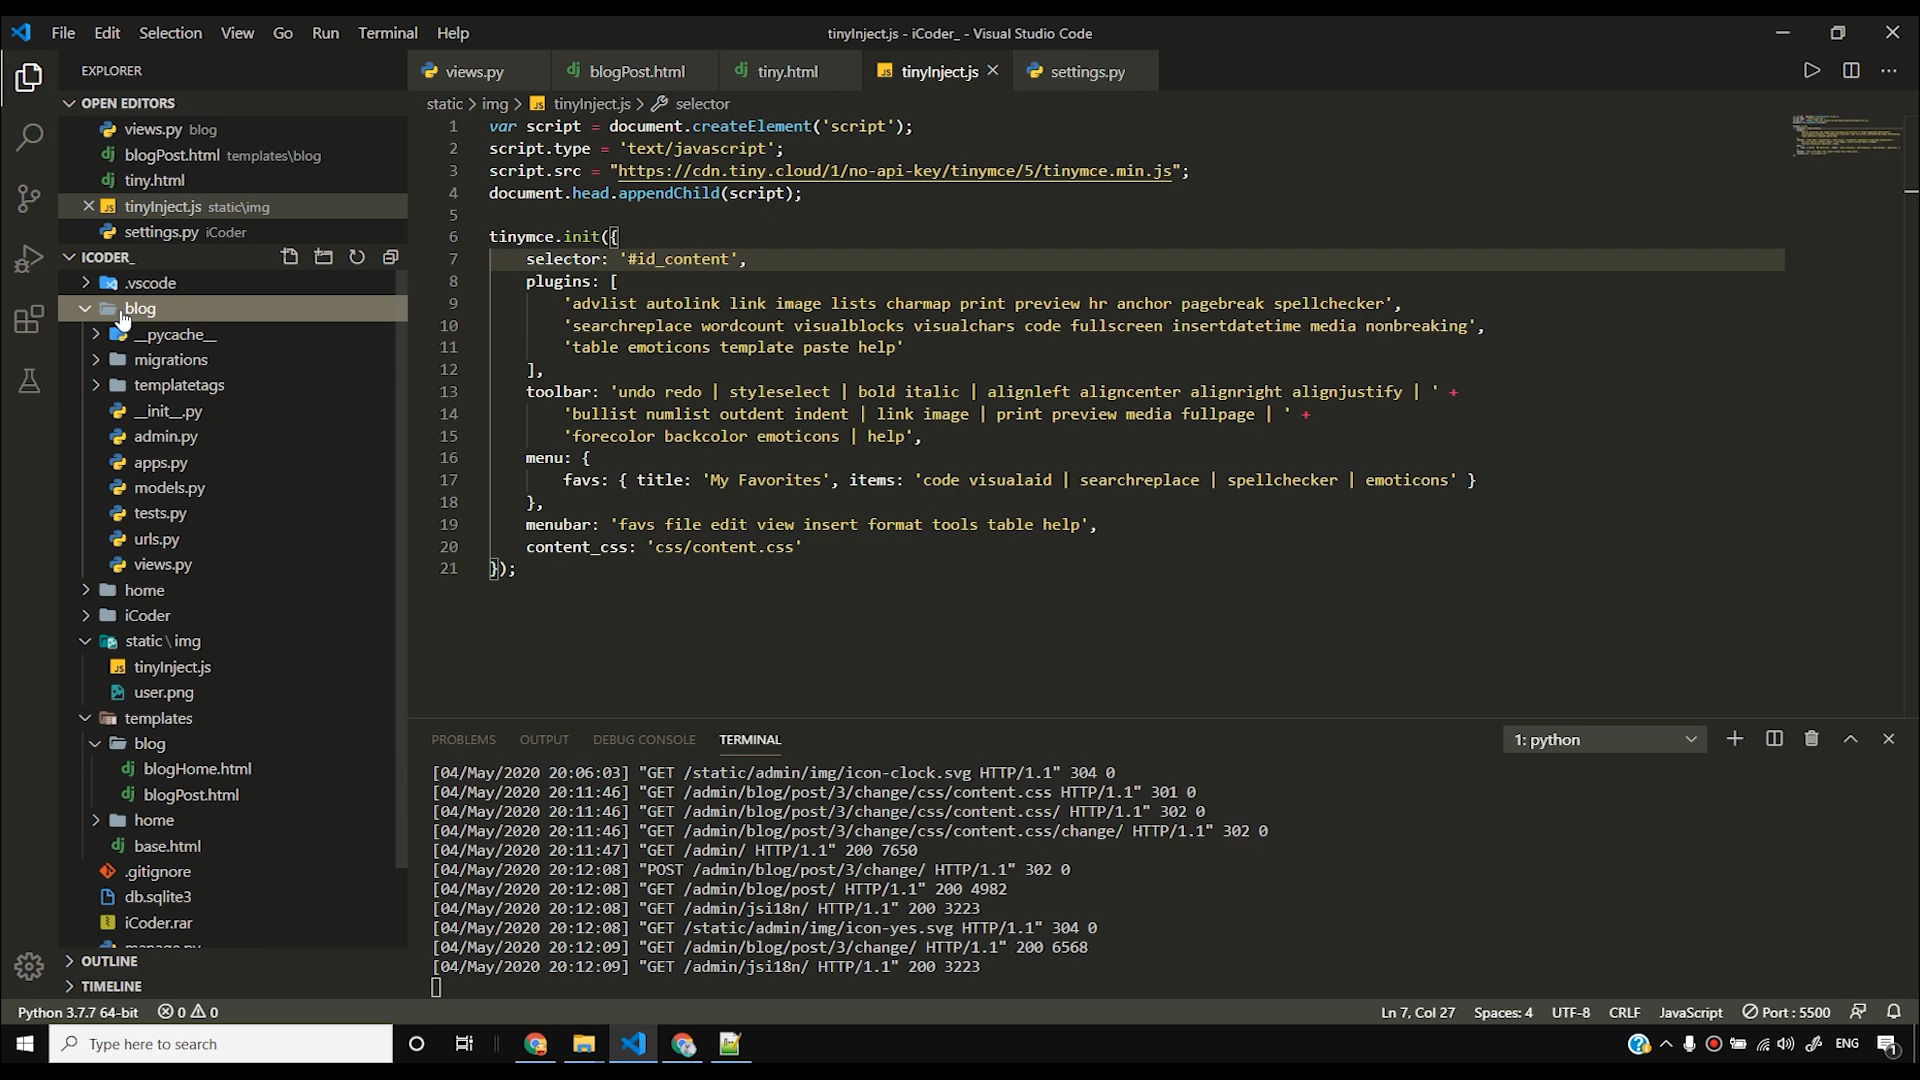 File Edit Selection View Go Run Terminal Help
tinyInject.js - iCoder_ - Visual Studio Code
EXPLORER
OPEN EDITORS
views.py blog
blogPost.html templates\blog
tiny.html
tinyInject.js static\img
settings.py iCoder
ICODER_
.vscode
blog
__pycache__
migrations
templatetags
__init__.py
admin.py
apps.py
models.py
tests.py
urls.py
views.py
home
iCoder
static \ img
tinyInject.js
user.png
templates
blog
blogHome.html
blogPost.html
home
base.html
.gitignore
db.sqlite3
iCoder.rar
manage.py
OUTLINE
TIMELINE
views.py blogPost.html tiny.html tinyInject.js settings.py
static > img > tinyInject.js > selector
1 var script = document.createElement('script');
2 script.type = 'text/javascript';
3 script.src = "https://cdn.tiny.cloud/1/no-api-key/tinymce/5/tinymce.min.js";
4 document.head.appendChild(script);
5
6 tinymce.init({
7 selector: '#id_content',
8 plugins: [
9 'advlist autolink link image lists charmap print preview hr anchor pagebreak spellchecker',
10 'searchreplace wordcount visualblocks visualchars code fullscreen insertdatetime media nonbreaking',
11 'table emoticons template paste help'
12 ],
13 toolbar: 'undo redo | styleselect | bold italic | alignleft aligncenter alignright alignjustify | ' +
14 'bullist numlist outdent indent | link image | print preview media fullpage | ' +
15 'forecolor backcolor emoticons | help',
16 menu: {
17 favs: { title: 'My Favorites', items: 'code visualaid | searchreplace | spellchecker | emoticons' }
18 },
19 menubar: 'favs file edit view insert format tools table help',
20 content_css: 'css/content.css'
21 });
PROBLEMS OUTPUT DEBUG CONSOLE TERMINAL
1: python
[04/May/2020 20:06:03] "GET /static/admin/img/icon-clock.svg HTTP/1.1" 304 0
[04/May/2020 20:11:46] "GET /admin/blog/post/3/change/css/content.css HTTP/1.1" 301 0
[04/May/2020 20:11:46] "GET /admin/blog/post/3/change/css/content.css/ HTTP/1.1" 302 0
[04/May/2020 20:11:46] "GET /admin/blog/post/3/change/css/content.css/change/ HTTP/1.1" 302 0
[04/May/2020 20:11:47] "GET /admin/ HTTP/1.1" 200 7650
[04/May/2020 20:12:08] "POST /admin/blog/post/3/change/ HTTP/1.1" 302 0
[04/May/2020 20:12:08] "GET /admin/blog/post/ HTTP/1.1" 200 4982
[04/May/2020 20:12:08] "GET /admin/jsi18n/ HTTP/1.1" 200 3223
[04/May/2020 20:12:08] "GET /static/admin/img/icon-yes.svg HTTP/1.1" 304 0
[04/May/2020 20:12:09] "GET /admin/blog/post/3/change/ HTTP/1.1" 200 6568
[04/May/2020 20:12:09] "GET /admin/jsi18n/ HTTP/1.1" 200 3223
Python 3.7.7 64-bit 0 0
Ln 7, Col 27 Spaces: 4 UTF-8 CRLF JavaScript Port : 5500
Type here to search
ENG
1